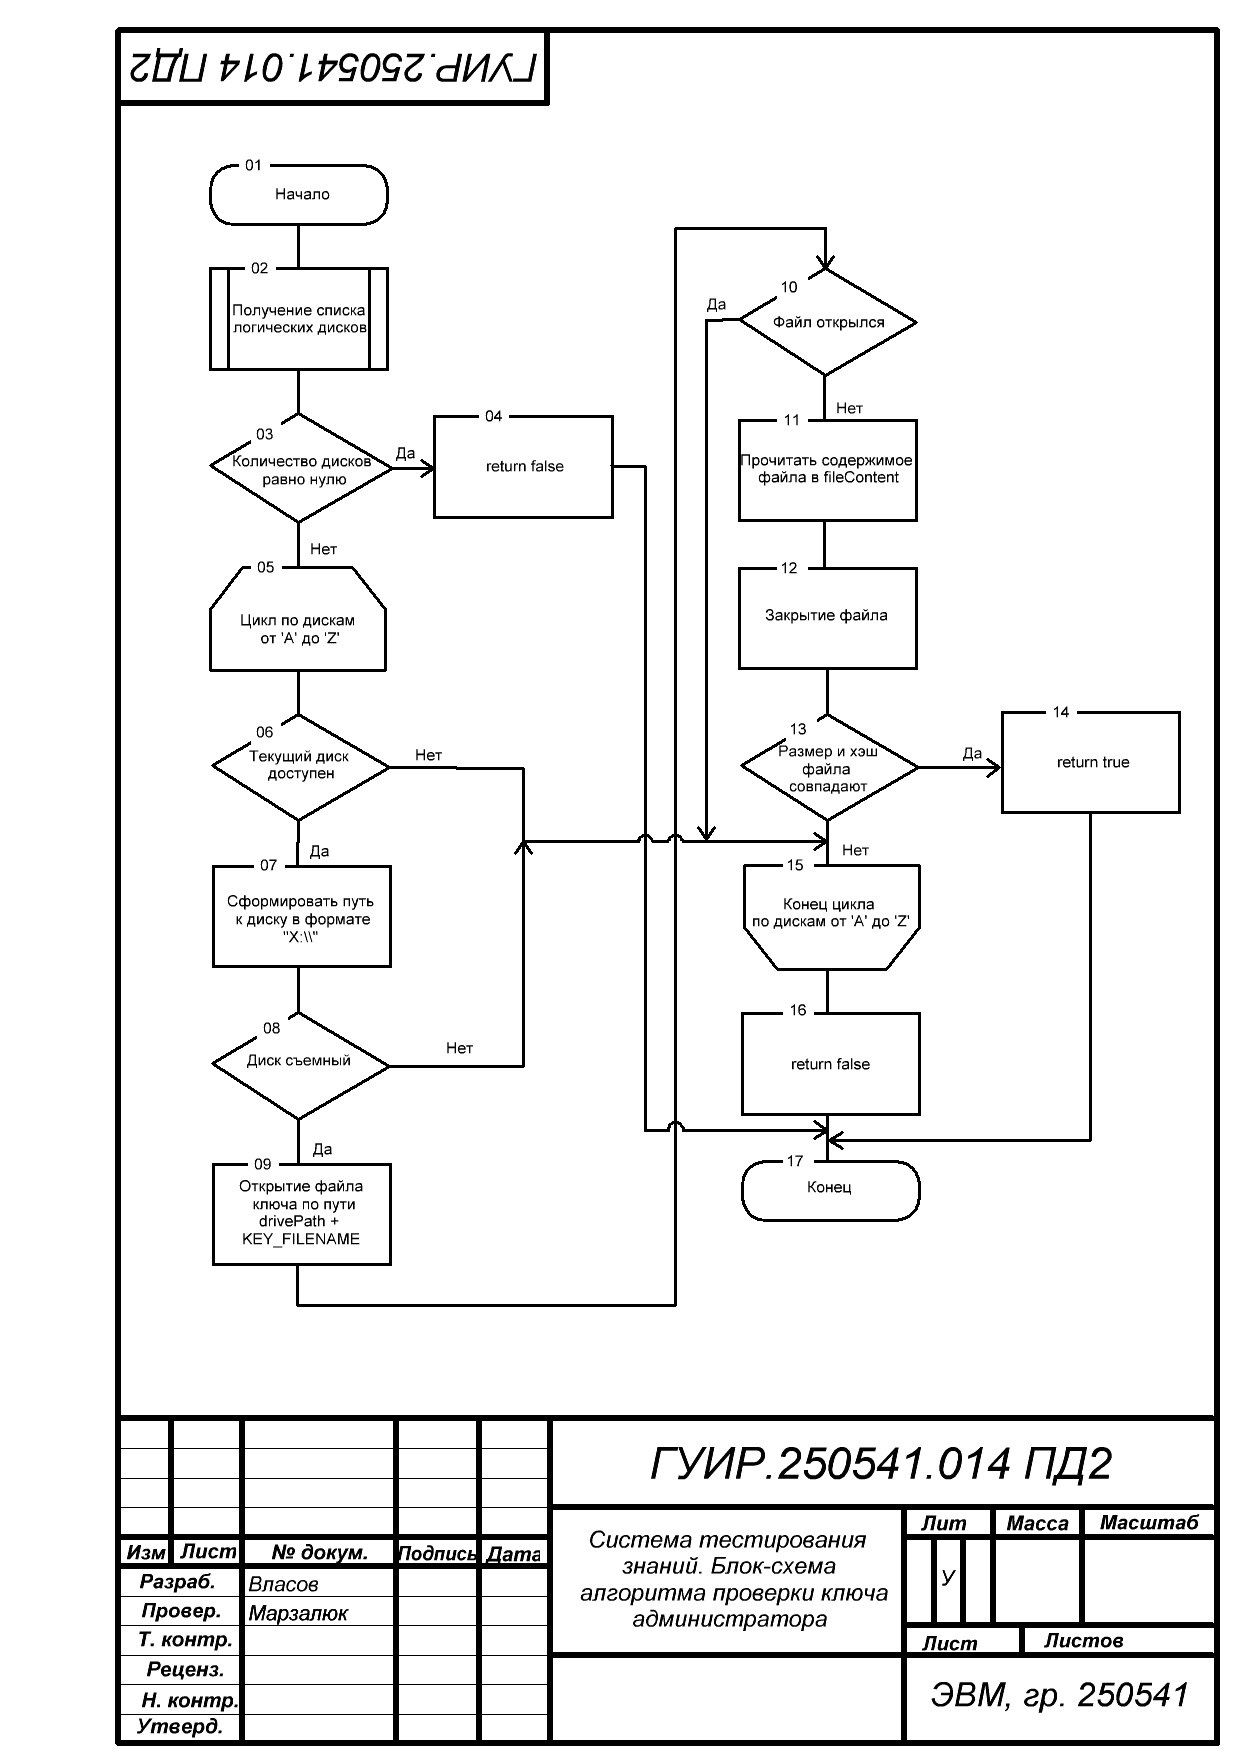 ГУИР.250541.014 ПД2
01
Начало
02
Получение списка
логических дисков
03
Количество дисков
равно нулю
Да
04
return false
Нет
05
Цикл по дискам
от 'A' до 'Z'
06
Текущий диск
доступен
Нет
Да
07
Сформировать путь
к диску в формате
"X:\\"
08
Диск съемный
Нет
Да
09
Открытие файла
ключа по пути
drivePath +
KEY_FILENAME
10
Файл открылся
Да
Нет
11
Прочитать содержимое
файла в fileContent
12
Закрытие файла
13
Размер и хэш
файла
совпадают
Да
14
return true
Нет
15
Конец цикла
по дискам от 'A' до 'Z'
16
return false
17
Конец
ГУИР.250541.014 ПД2
Изм Лист № докум. Подпись Дата
Разраб. Власов
Провер. Марзалюк
Т. контр.
Реценз.
Н. контр.
Утверд.
Система тестирования
знаний. Блок-схема
алгоритма проверки ключа
администратора
Лит Масса Масштаб
У
Лист Листов
ЭВМ, гр. 250541